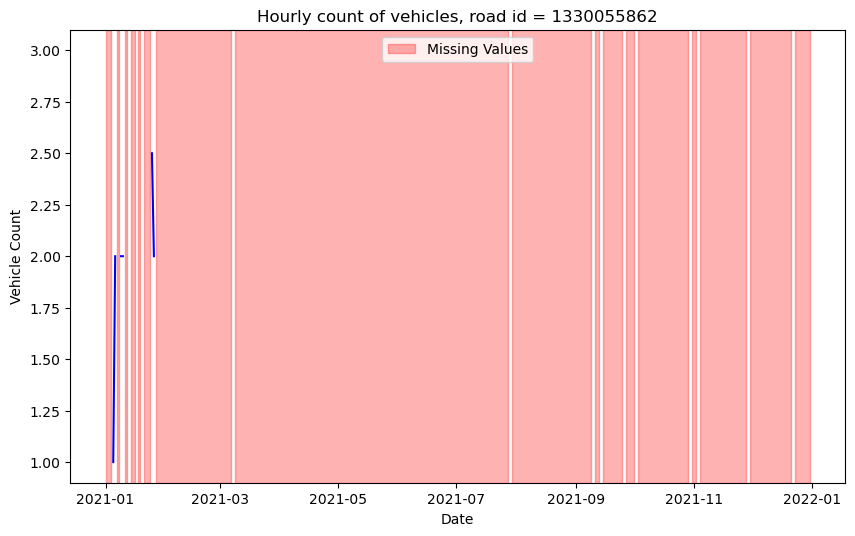 Hourly count of vehicles, road id = 1330055862
Missing Values
3.00
2.75
2.50
2.25
2.00
1.75
1.50
1.25
1.00
Vehicle Count
2021-01 2021-03 2021-05 2021-07 2021-09 2021-11 2022-01
Date